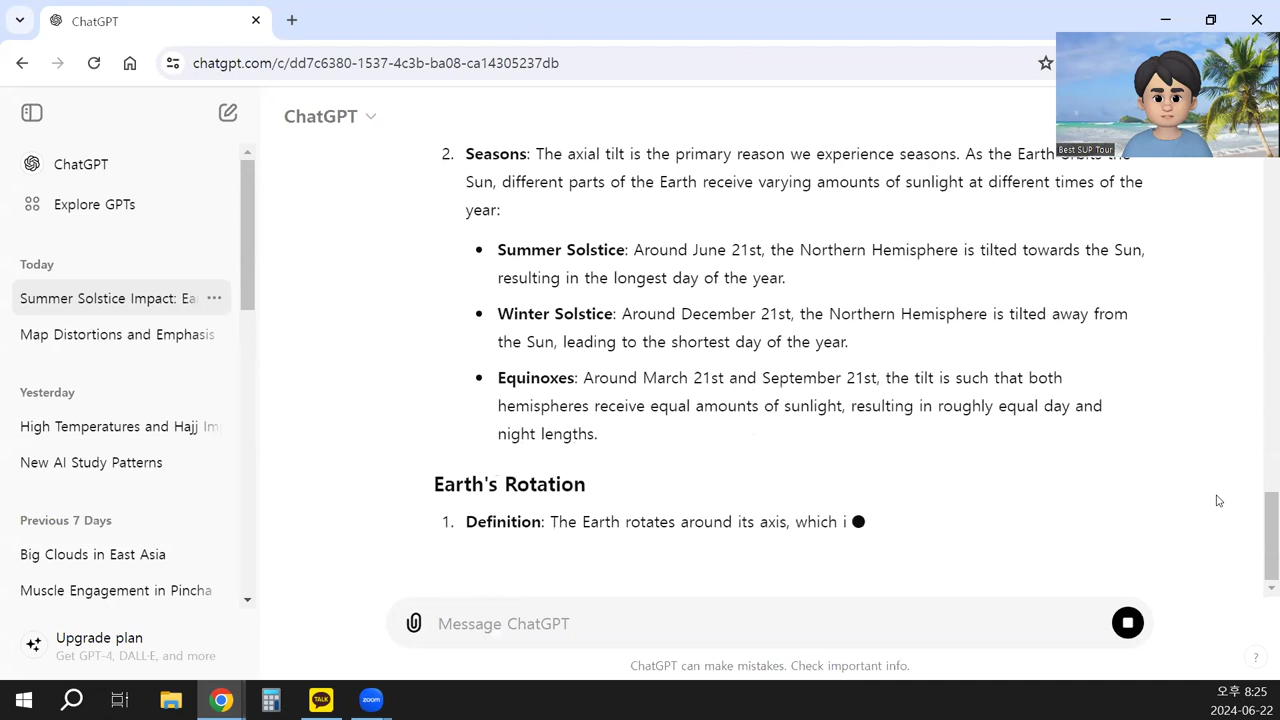 ChatGPT
chatgpt.com/c/dd7c6380-1537-4c3b-ba08-ca14305237db
Best SUP Tour
ChatGPT
ChatGPT
Explore GPTs
Today
Summer Solstice Impact: Ea
Map Distortions and Emphasis
Yesterday
High Temperatures and Hajj Im
New AI Study Patterns
Previous 7 Days
Big Clouds in East Asia
Muscle Engagement in Pincha
Upgrade plan
Get GPT-4, DALL·E, and more
2. Seasons: The axial tilt is the primary reason we experience seasons. As the Earth orbits the
Sun, different parts of the Earth receive varying amounts of sunlight at different times of the
year:
• Summer Solstice: Around June 21st, the Northern Hemisphere is tilted towards the Sun,
resulting in the longest day of the year.
• Winter Solstice: Around December 21st, the Northern Hemisphere is tilted away from
the Sun, leading to the shortest day of the year.
• Equinoxes: Around March 21st and September 21st, the tilt is such that both
hemispheres receive equal amounts of sunlight, resulting in roughly equal day and
night lengths.
Earth's Rotation
1. Definition: The Earth rotates around its axis, which i
Message ChatGPT
ChatGPT can make mistakes. Check important info.
?
TALK
zoom
오후 8:25
2024-06-22